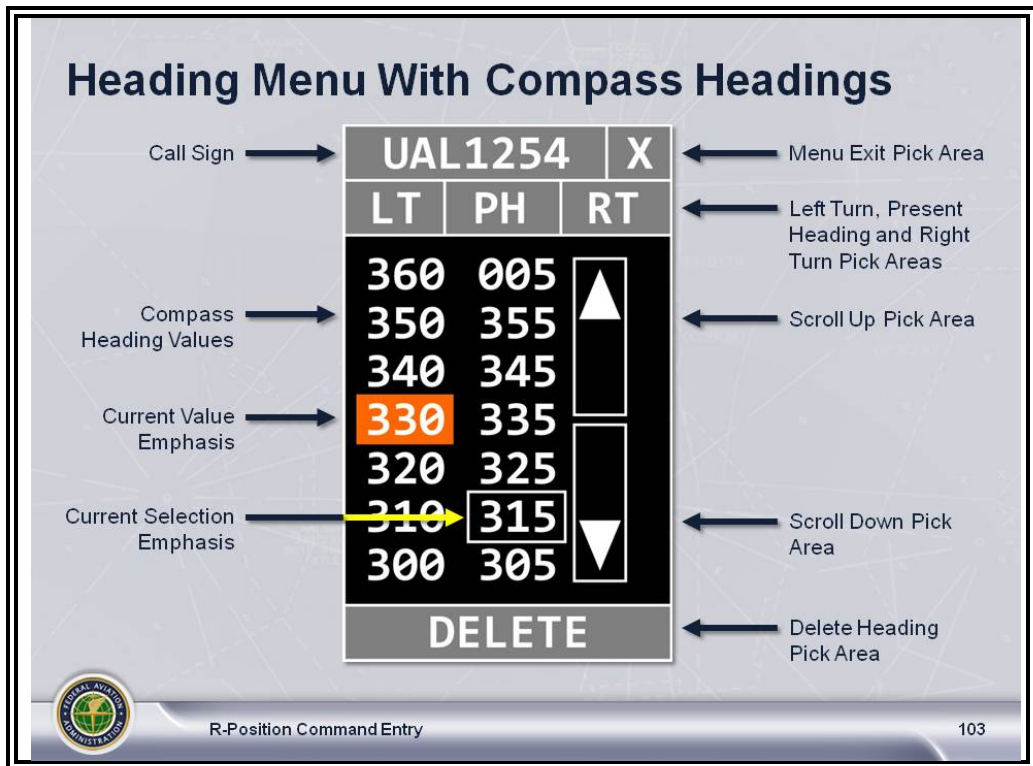 Heading Menu With Compass Headings
Call Sign
UAL1254 X
Menu Exit Pick Area
LT PH RT
Left Turn, Present
Heading and Right
Turn Pick Areas
360 005
Compass
Heading Values
350 355
Scroll Up Pick Area
340 345
Current Value
Emphasis
330 335
320 325
Current Selection
Emphasis
310 315
Scroll Down Pick
Area
300 305
DELETE
Delete Heading
Pick Area
FEDERAL AVIATION
ADMINISTRATION
R-Position Command Entry
103